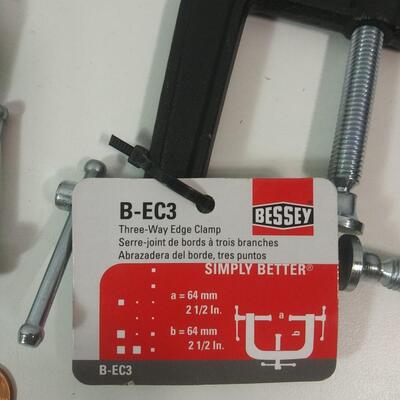 B-EC3
BESSEY
Three-Way Edge Clamp
Serre-joint de bords à trois branches
Abrazadera del borde, tres puntos
SIMPLY BETTER®
a = 64 mm
2 1/2 In.
b = 64 mm
2 1/2 In.
a
b
B-EC3